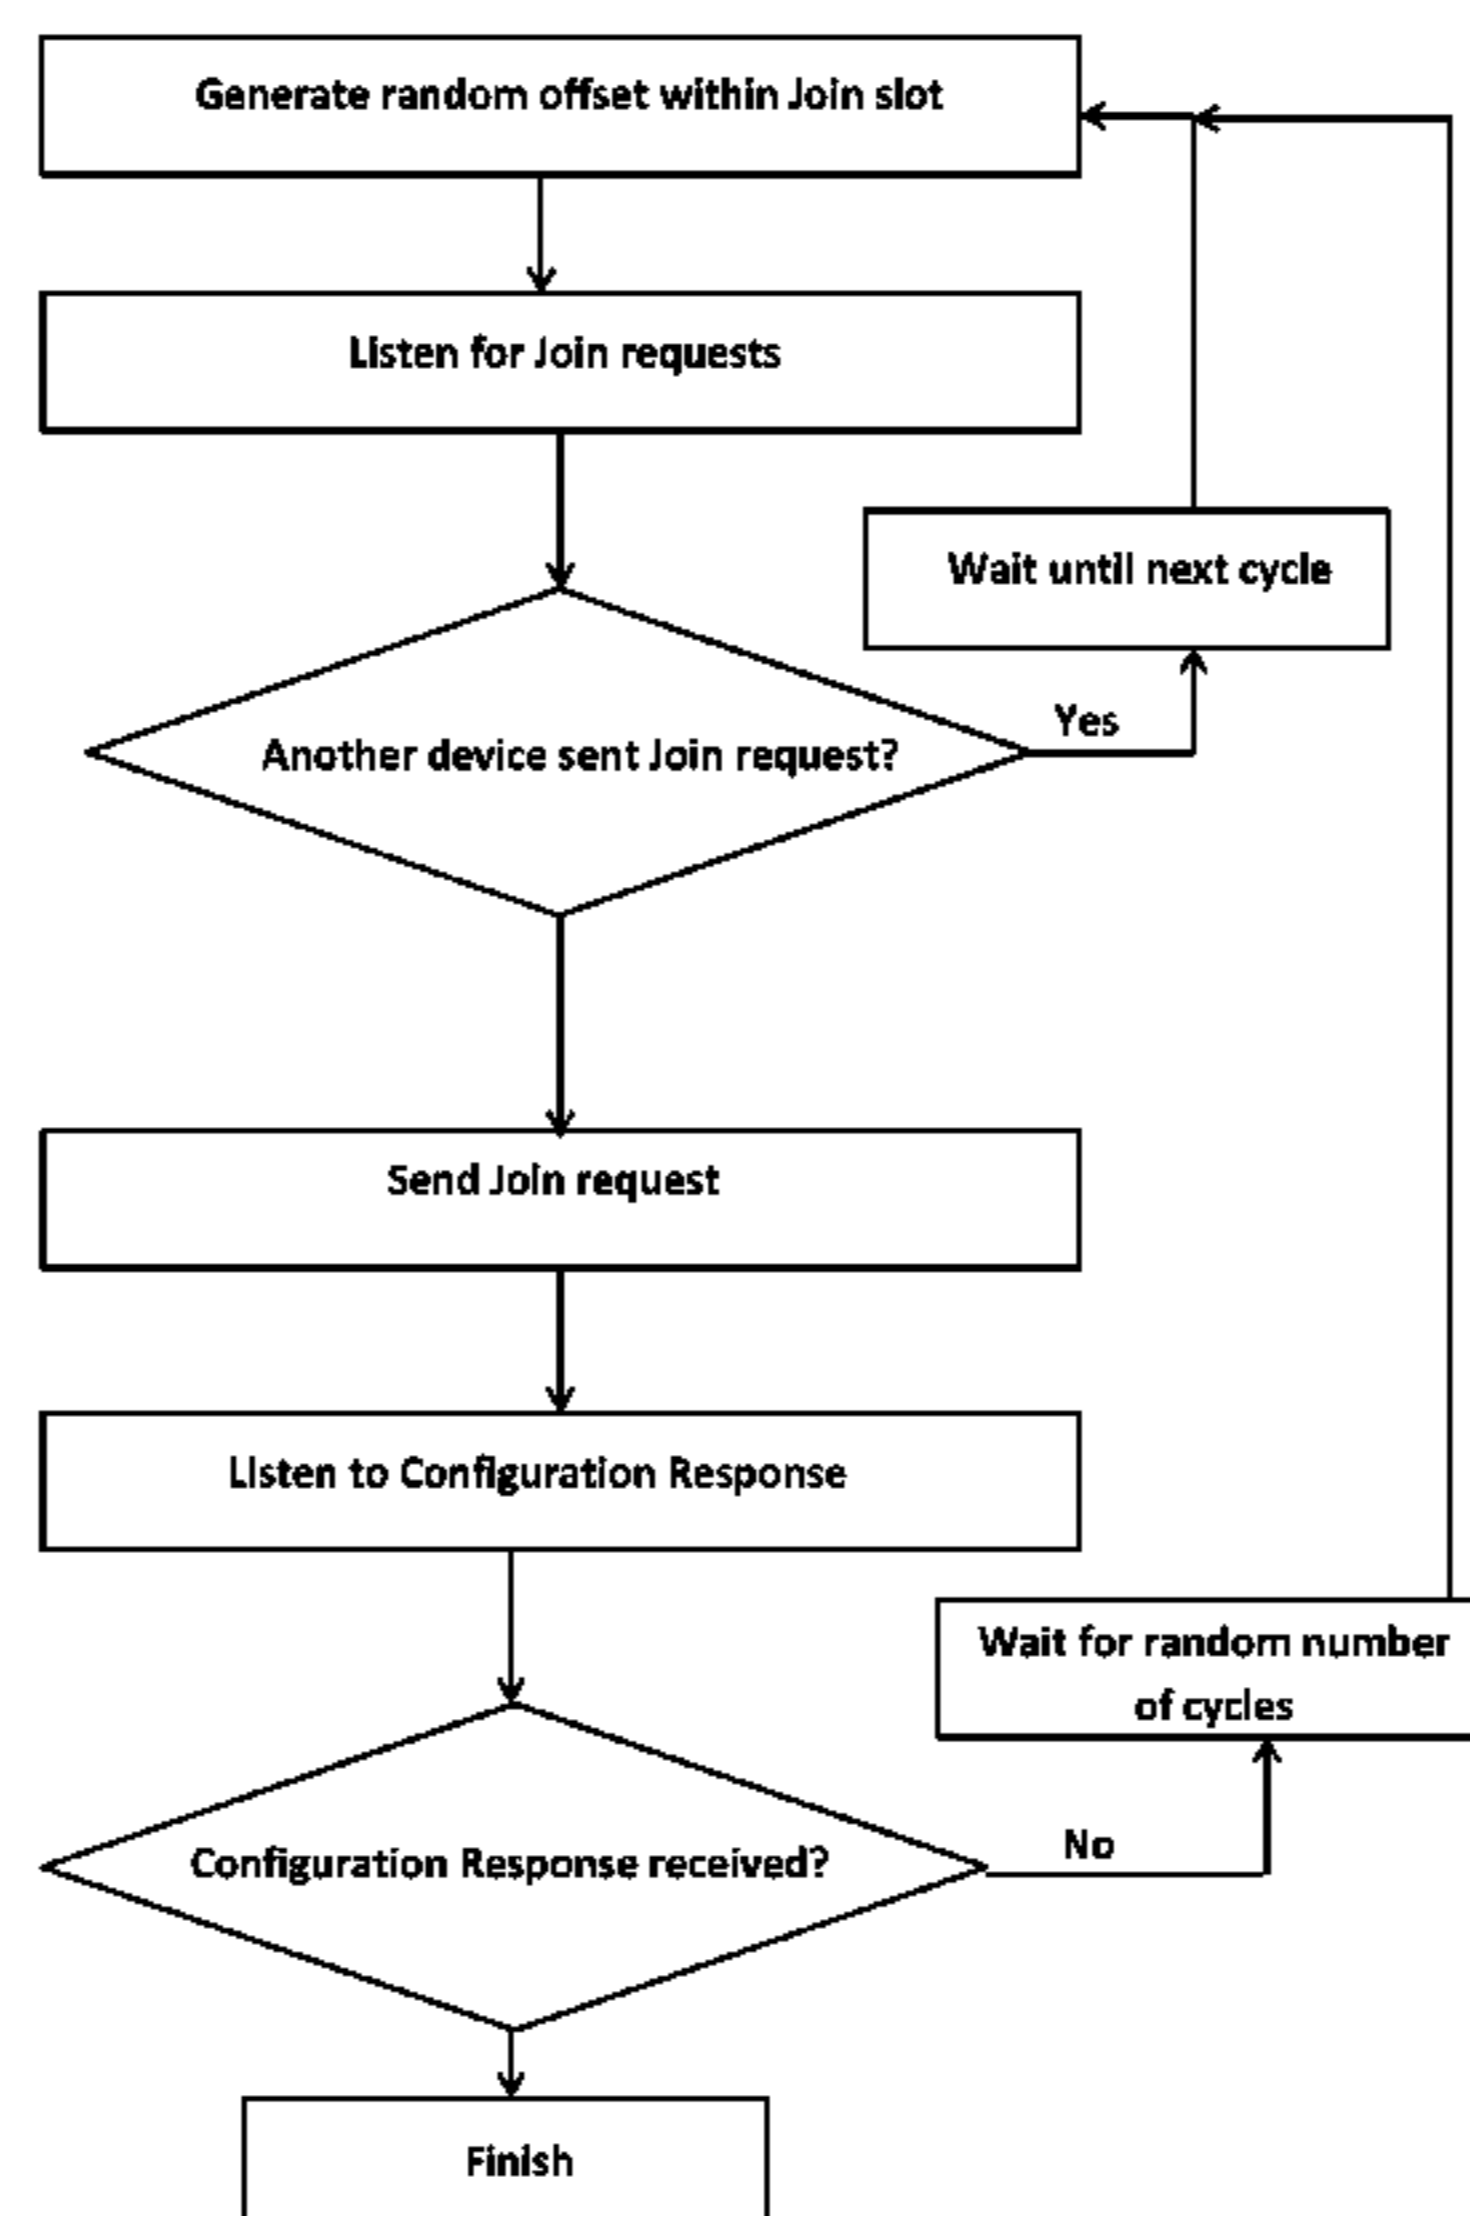 Generate random offset within Join slot
Listen for Join requests
Wait until next cycle
Yes
Another device sent Join request?
Send Join request
Listen to Configuration Response
Wait for random number
of cycles
No
Configuration Response received?
Finish